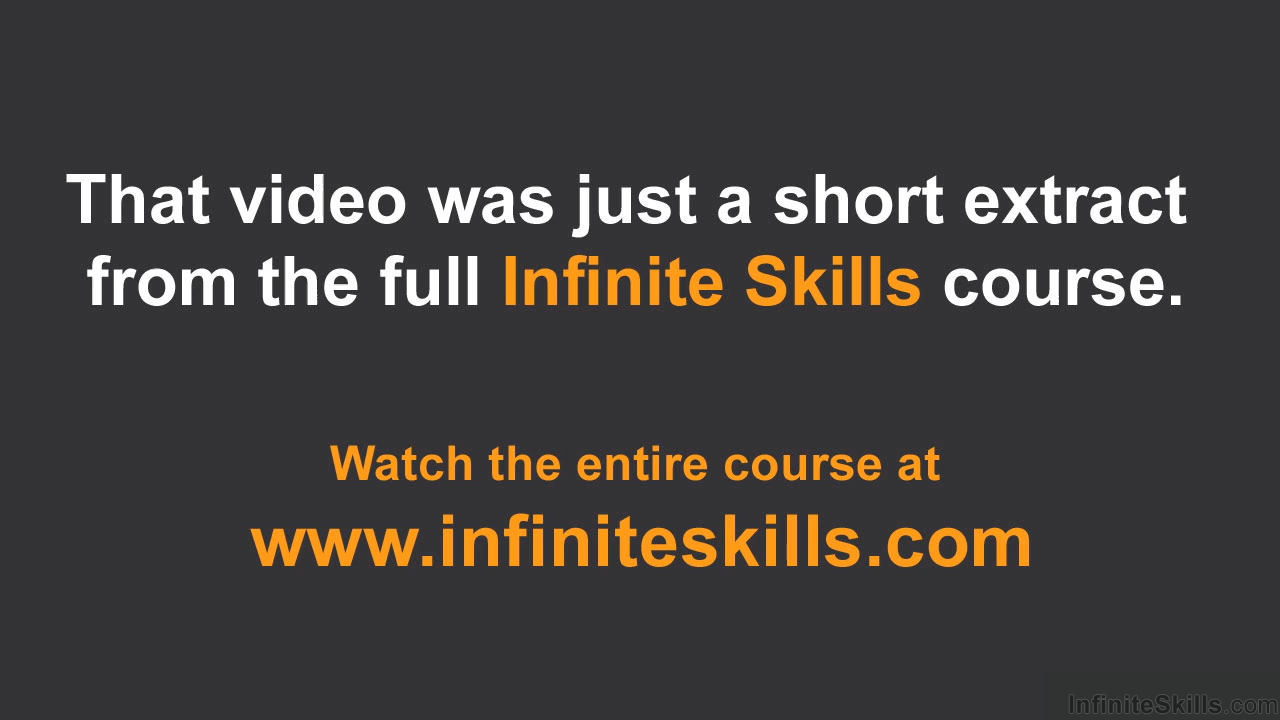 That video was just a short extract
from the full Infinite Skills course.
Watch the entire course at
www.infiniteskills.com
InfiniteSkills.com